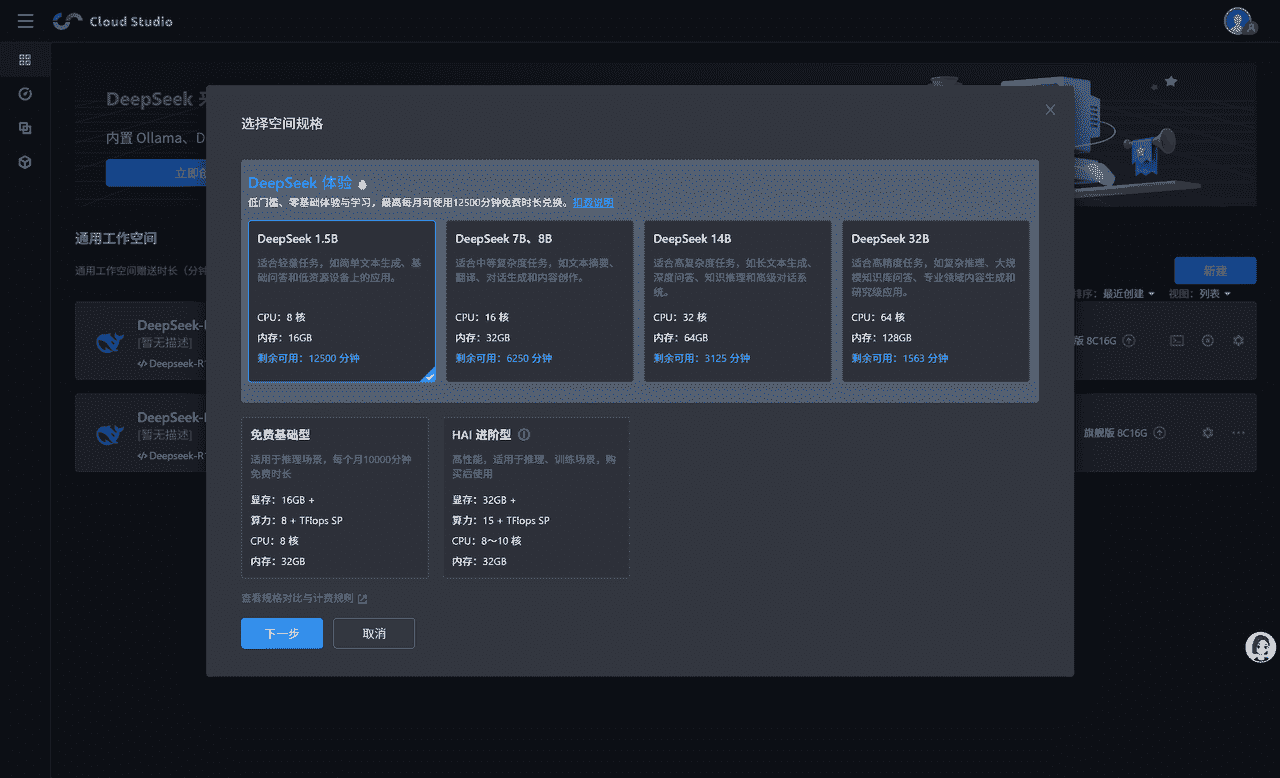 Cloud Studio
DeepSeek
内置 Ollama、D
立即
选择空间规格
DeepSeek 体验
低门槛、零基础体验与学习，最高每月可使用12500分钟免费时长兑换。扣费说明
DeepSeek 1.5B
适合轻量任务，如简单文本生成、基
础问答和低资源设备上的应用。
CPU：8 核
内存：16GB
剩余可用：12500 分钟
DeepSeek 7B、8B
适合中等复杂度任务，如文本摘要、
翻译、对话生成和内容创作。
CPU：16 核
内存：32GB
剩余可用：6250 分钟
DeepSeek 14B
适合高复杂度任务，如长文本生成、
深度问答、知识推理和高级对话系
统。
CPU：32 核
内存：64GB
剩余可用：3125 分钟
DeepSeek 32B
适合高精度任务，如复杂推理、大规
模知识库问答、专业领域内容生成和
研究级应用。
CPU：64 核
内存：128GB
剩余可用：1563 分钟
免费基础型
适用于推理场景，每个月10000分钟
免费时长
显存：16GB +
算力：8 + TFlops SP
CPU：8 核
内存：32GB
HAI 进阶型
高性能，适用于推理、训练场景，购
买后使用
显存：32GB +
算力：15 + TFlops SP
CPU：8～10 核
内存：32GB
查看规格对比与计费规则
下一步
取消
通用工作空间
通用工作空间赠送时长（分钟
新建
排序：最近创建
视图：列表
DeepSeek-
[暂无描述]
Deepseek-R1
版 8C16G
DeepSeek-
[暂无描述]
Deepseek-R1
旗舰版 8C16G